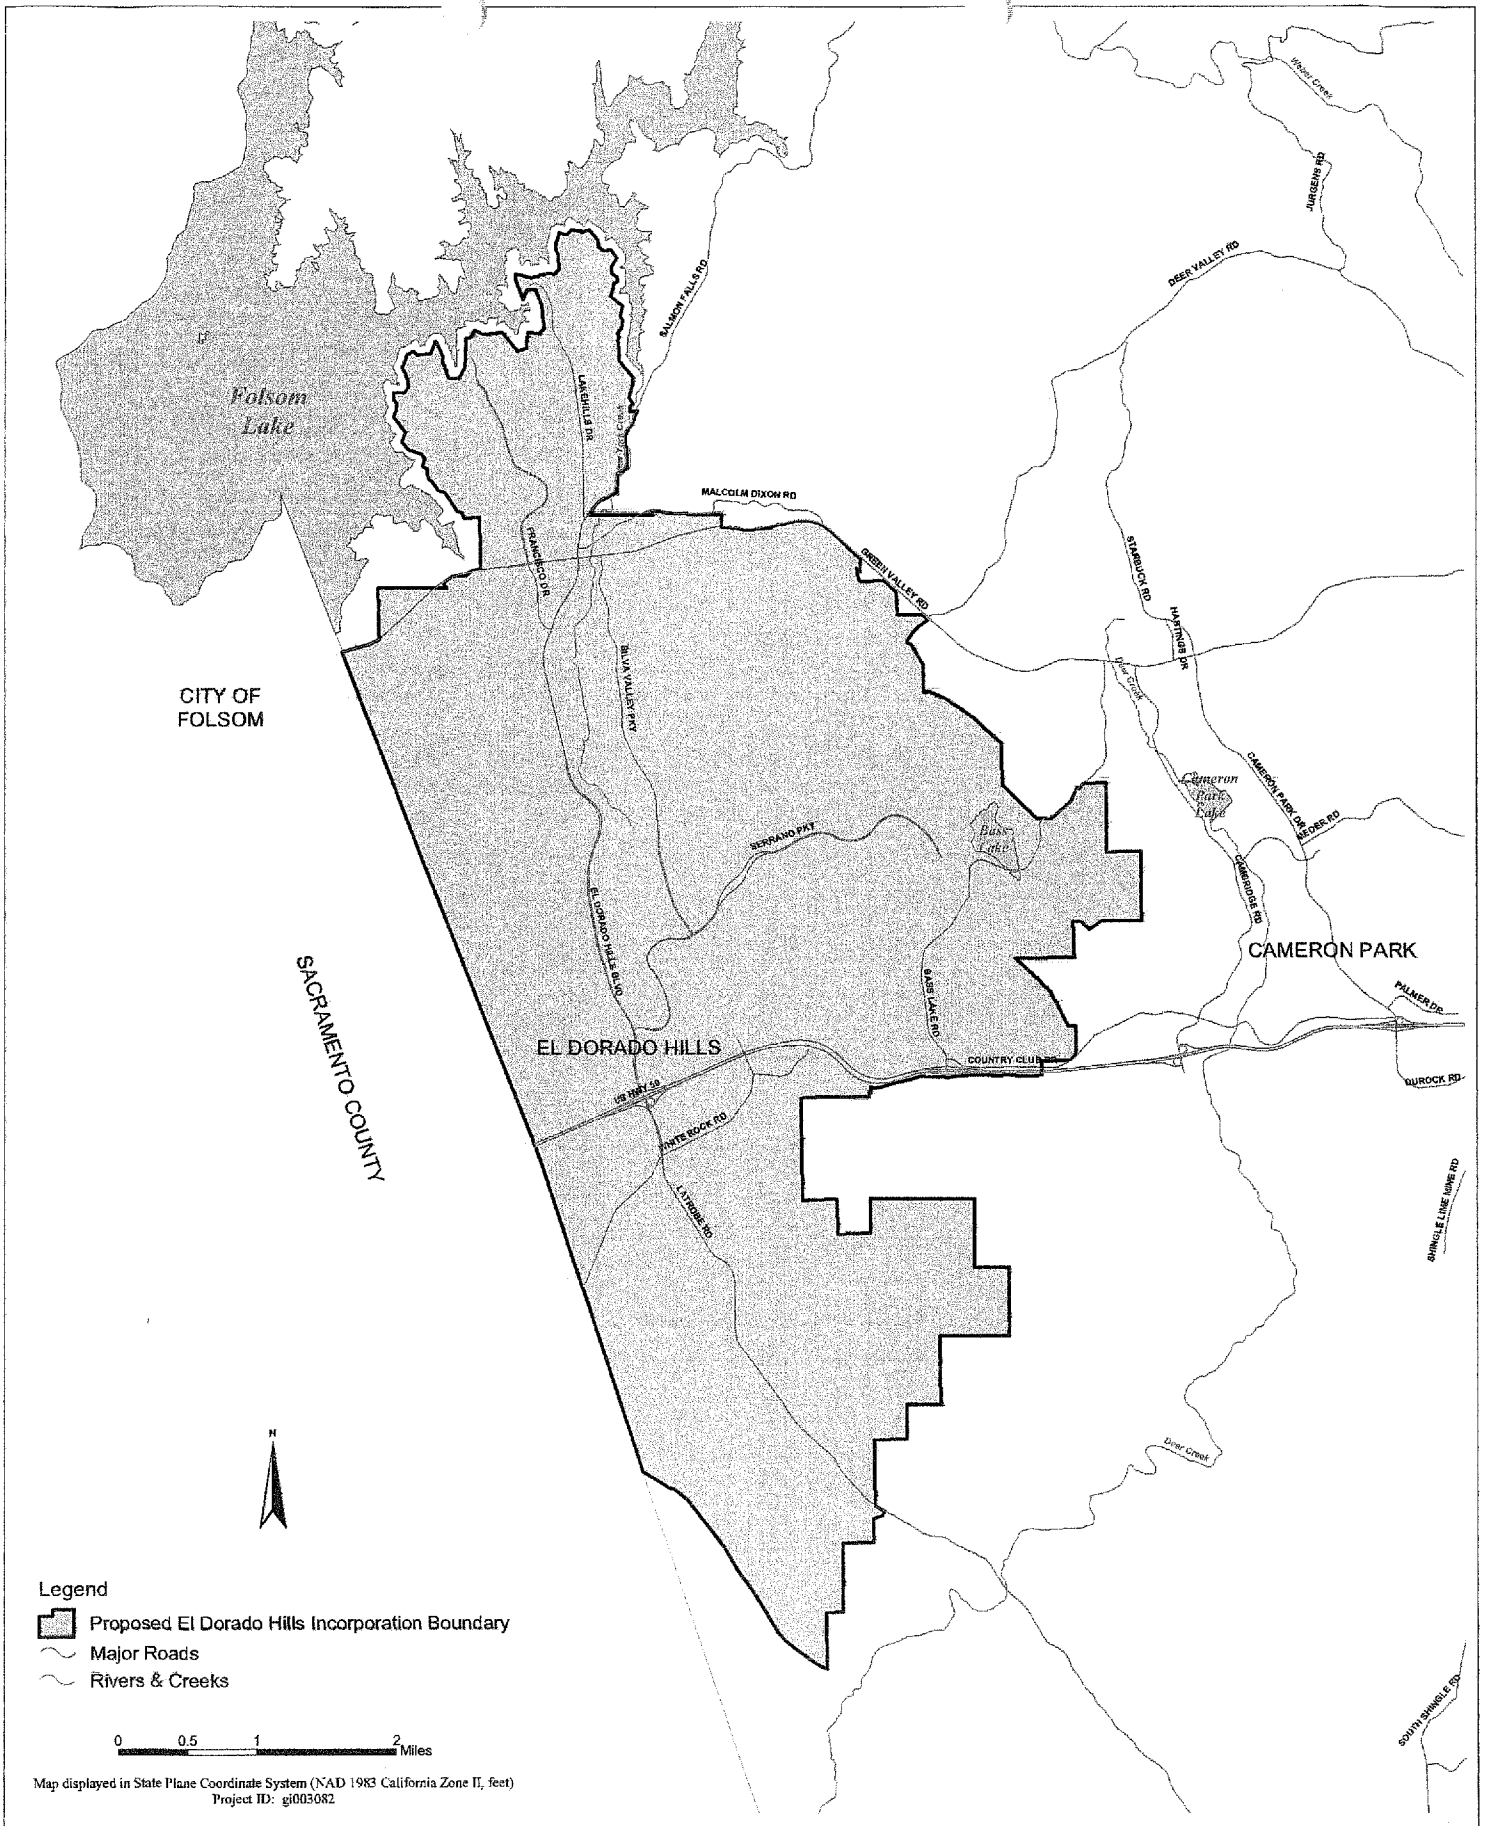 Weber Creek
JURGENS RD
DEER VALLEY RD
SALMON FALLS RD
Folsom
Lake
LAKEHILLS DR
MALCOLM DIXON RD
FRANCISCO DR
GREEN VALLEY RD
STARBUCK RD
HASTINGS DR
Deer Creek
CITY OF
FOLSOM
SILVA VALLEY PKY
Cameron
Park
Lake
CAMERON PARK DR
MEDER RD
Bass
Lake
SERRANO PKY
CAMBRIDGE RD
EL DORADO HILLS BLVD
CAMERON PARK
SACRAMENTO COUNTY
BASS LAKE RD
PALMER DR
EL DORADO HILLS
COUNTRY CLUB DR
US HWY 50
DUROCK RD
WHITE ROCK RD
LATROBE RD
SHINGLE LIME MINE RD
N
Deer Creek
Legend
Proposed El Dorado Hills Incorporation Boundary
Major Roads
Rivers & Creeks
SOUTH SHINGLE RD
0 0.5 1 2
Miles
Map displayed in State Plane Coordinate System (NAD 1983 California Zone II, feet)
Project ID: gi003082